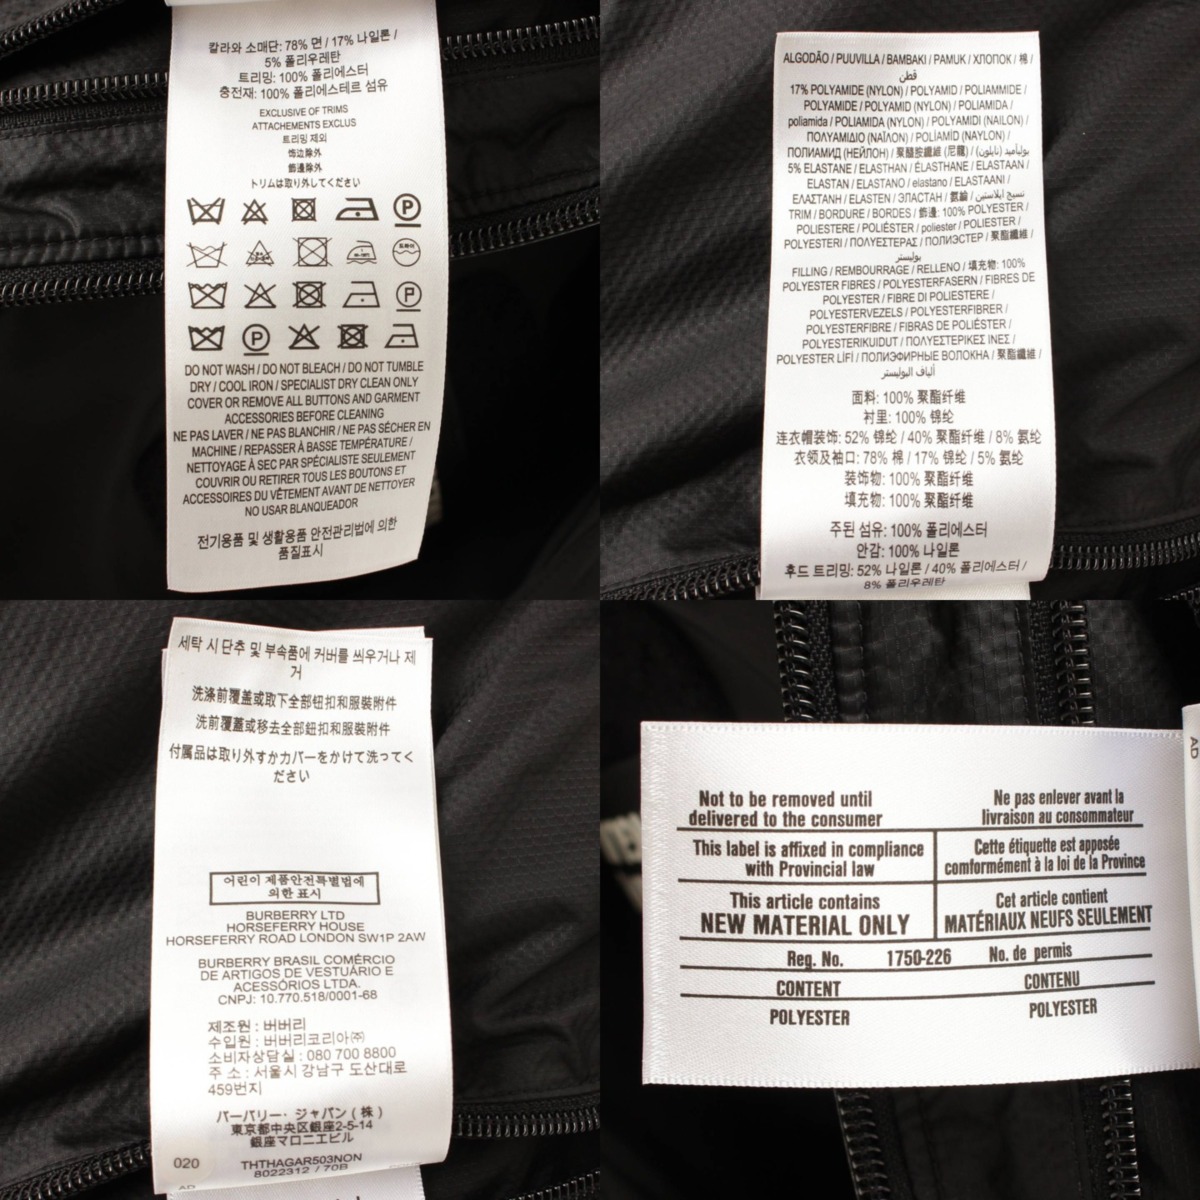 칼라와 소매단: 78% 면 / 17% 나일론 /
5% 폴리우레탄
트리밍: 100% 폴리에스터
충전재: 100% 폴리에스테르 섬유
EXCLUSIVE OF TRIMS
ATTACHEMENTS EXCLUS
트리밍 제외
饰边除外
飾邊除外
トリムは取り外してください
DO NOT WASH / DO NOT BLEACH / DO NOT TUMBLE
DRY / COOL IRON / SPECIALIST DRY CLEAN ONLY
COVER OR REMOVE ALL BUTTONS AND GARMENT
ACCESSORIES BEFORE CLEANING
NE PAS LAVER / NE PAS BLANCHIR / NE PAS SÉCHER EN
MACHINE / REPASSER À BASSE TEMPÉRATURE /
NETTOYAGE À SEC PAR SPÉCIALISTE SEULEMENT
COUVRIR OU RETIRER TOUS LES BOUTONS ET
ACCESSOIRES DU VÊTEMENT AVANT DE NETTOYER
NO USAR BLANQUEADOR
전기용품 및 생활용품 안전관리법에 의한
품질표시
ALGODÃO / PUUVILLA / BAMBAKI / PAMUK / ХЛОПОК / 棉 /
قطن
17% POLYAMIDE (NYLON) / POLYAMID / POLIAMMIDE /
POLYAMIDE / POLYAMID (NYLON) / POLIAMIDA /
poliamida / POLIAMIDA (NYLON) / POLYAMIDI (NAILON) /
ΠΟΛΥΑΜΙΔΙΟ (ΝΑΪΛΟΝ) / POLİAMİD (NAYLON) /
ПОЛИАМИД (НЕЙЛОН) / 聚醯胺纖維 (尼龍) / بوليأميد (نايلون) /
5% ELASTANE / ELASTHAN / ÉLASTHANE / ELASTAAN /
ELASTAN / ELASTANO / elastano / ELASTAANI /
ΕΛΑΣΤΑΝΗ / ELASTEN / ЭЛАСТАН / 氨綸 / نسيج ايلاستين /
TRIM / BORDURE / BORDES / 飾邊: 100% POLYESTER /
POLIESTERE / POLIÉSTER / poliester / POLIESTER /
POLYESTERI / ΠΟΛΥΕΣΤΕΡΑΣ / ПОЛИЭСТЕР / 聚酯纖維 /
بوليستر
FILLING / REMBOURRAGE / RELLENO / 填充物: 100%
POLYESTER FIBRES / POLYESTERFASERN / FIBRES DE
POLYESTER / FIBRE DI POLIESTERE /
POLYESTERVEZELS / POLYESTERFIBRER /
POLYESTERFIBRE / FIBRAS DE POLIÉSTER /
POLYESTERIKUIDUT / ΠΟΛΥΕΣΤΕΡΙΚΕΣ ΙΝΕΣ /
POLYESTER LİFİ / ПОЛИЭФИРНЫЕ ВОЛОКНА / 聚酯纖維 /
ألياف البوليستر
面料: 100% 聚酯纤维
衬里: 100% 锦纶
连衣帽装饰: 52% 锦纶 / 40% 聚酯纤维 / 8% 氨纶
衣领及袖口: 78% 棉 / 17% 锦纶 / 5% 氨纶
装饰物: 100% 聚酯纤维
填充物: 100% 聚酯纤维
주된 섬유: 100% 폴리에스터
안감: 100% 나일론
후드 트리밍: 52% 나일론 / 40% 폴리에스터 /
8% 폴리우레탄
세탁 시 단추 및 부속품에 커버를 씌우거나 제
거
洗涤前覆盖或取下全部钮扣和服装附件
洗前覆蓋或移去全部鈕扣和服裝附件
付属品は取り外すかカバーをかけて洗ってく
ださい
어린이 제품안전특별법에
의한 표시
BURBERRY LTD
HORSEFERRY HOUSE
HORSEFERRY ROAD LONDON SW1P 2AW
BURBERRY BRASIL COMÉRCIO
DE ARTIGOS DE VESTUÁRIO E
ACESSÓRIOS LTDA.
CNPJ: 10.770.518/0001-68
제조원 : 버버리
수입원 : 버버리코리아㈜
소비자상담실 : 080 700 8800
주 소 : 서울시 강남구 도산대로
459번지
バーバリー・ジャパン（株）
東京都中央区銀座2-5-14
銀座マロニエビル
020
THTHAGAR503NON
8022312 / 70B
AD
Not to be removed until
delivered to the consumer
Ne pas enlever avant la
livraison au consommateur
This label is affixed in compliance
with Provincial law
Cette étiquette est apposée
conformément à la loi de la Province
This article contains
NEW MATERIAL ONLY
Cet article contient
MATÉRIAUX NEUFS SEULEMENT
Reg. No. 1750-226 No. de permis
CONTENT CONTENU
POLYESTER POLYESTER
AD